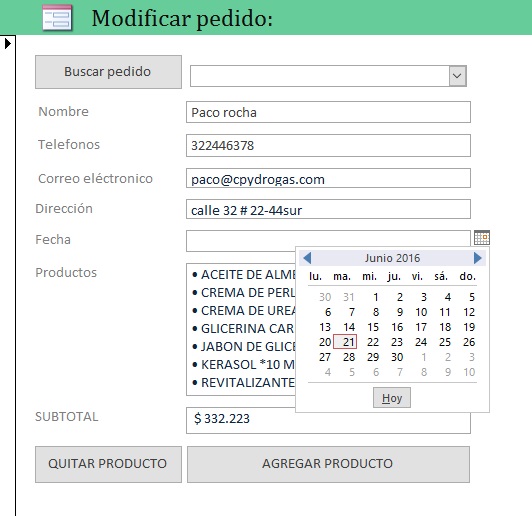 Modificar pedido:
Buscar pedido
Nombre
Paco rocha
Telefonos
322446378
Correo eléctronico
paco@cpydrogas.com
Dirección
calle 32 # 22-44sur
Fecha
Junio 2016
lu. ma. mi. ju. vi. sá. do.
30 31 1 2 3 4 5
6 7 8 9 10 11 12
13 14 15 16 17 18 19
20 21 22 23 24 25 26
27 28 29 30 1 2 3
4 5 6 7 8 9 10
Hoy
Productos
• ACEITE DE ALME
• CREMA DE PERL
• CREMA DE UREA
• GLICERINA CAR
• JABON DE GLICE
• KERASOL *10 M
• REVITALIZANTE
SUBTOTAL
$ 332.223
QUITAR PRODUCTO
AGREGAR PRODUCTO